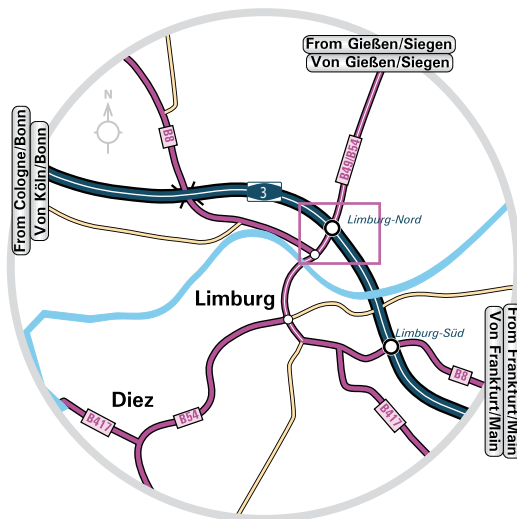 From Gießen/Siegen
Von Gießen/Siegen
N
B8
B49/B54
From Cologne/Bonn
Von Köln/Bonn
3
Limburg-Nord
Limburg
Limburg-Süd
From Frankfurt/Main
Von Frankfurt/Main
B8
Diez
B417
B54
B417